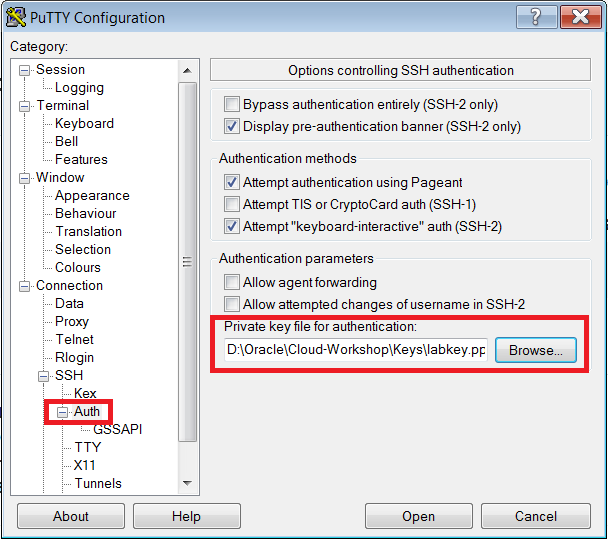 PuTTY Configuration
Category:
Session
Logging
Terminal
Keyboard
Bell
Features
Window
Appearance
Behaviour
Translation
Selection
Colours
Connection
Data
Proxy
Telnet
Rlogin
SSH
Kex
Auth
GSSAPI
TTY
X11
Tunnels
Options controlling SSH authentication
Bypass authentication entirely (SSH-2 only)
Display pre-authentication banner (SSH-2 only)
Authentication methods
Attempt authentication using Pageant
Attempt TIS or CryptoCard auth (SSH-1)
Attempt "keyboard-interactive" auth (SSH-2)
Authentication parameters
Allow agent forwarding
Allow attempted changes of username in SSH-2
Private key file for authentication:
D:\Oracle\Cloud-Workshop\Keys\labkey.pp
Browse...
About
Help
Open
Cancel